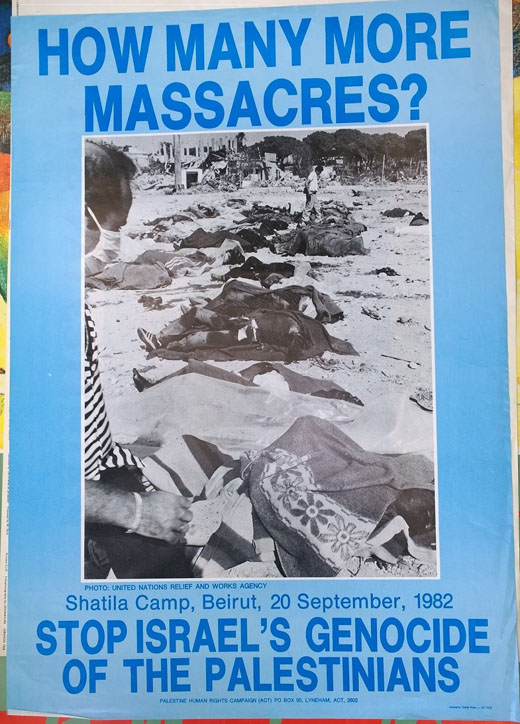 HOW MANY MORE
MASSACRES?
PHOTO: UNITED NATIONS RELIEF AND WORKS AGENCY
Shatila Camp, Beirut, 20 September, 1982
STOP ISRAEL'S GENOCIDE
OF THE PALESTINIANS
PALESTINE HUMAN RIGHTS CAMPAIGN (ACT) PO BOX 90, LYNEHAM, ACT, 2602